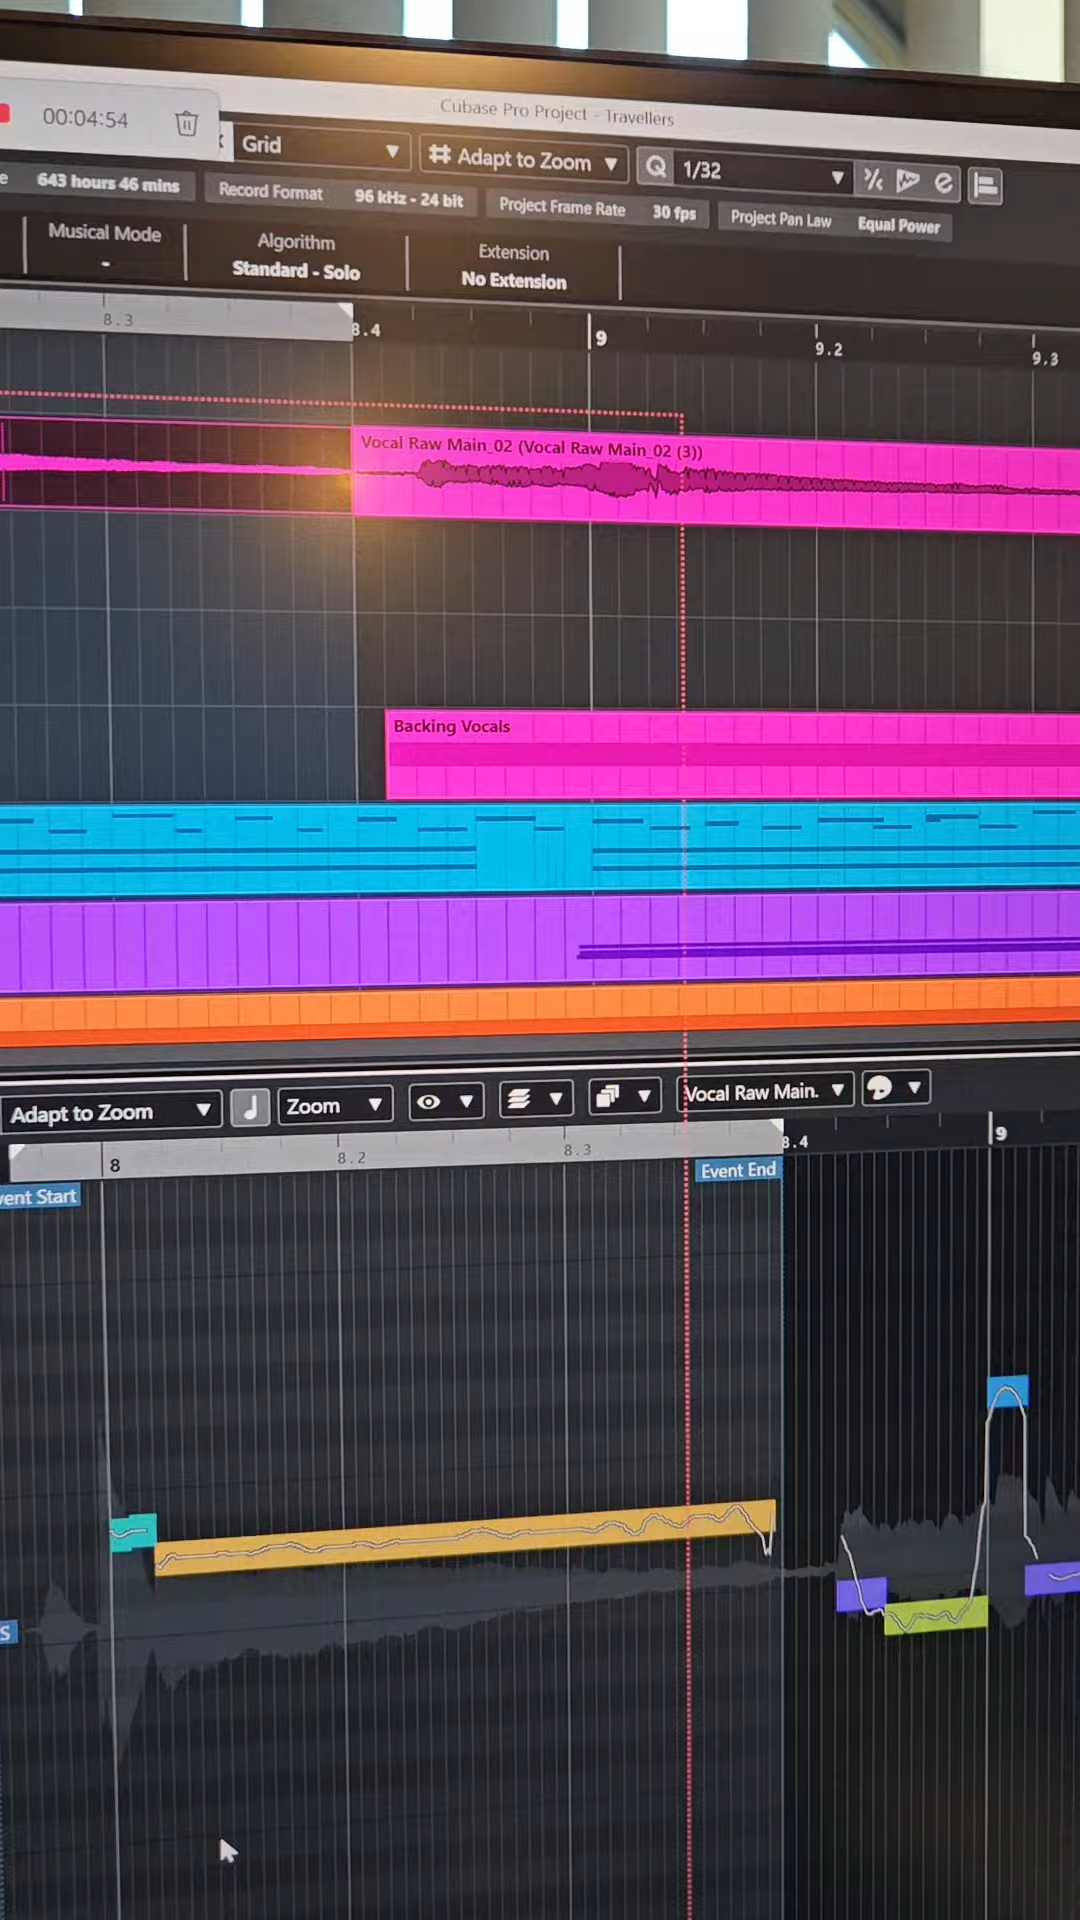 Cubase Pro Project - Travellers
00:04:54
Grid
Adapt to Zoom
Q 1/32
643 hours 46 mins
Record Format 96 kHz - 24 bit
Project Frame Rate 30 fps
Project Pan Law Equal Power
Musical Mode
-
Algorithm
Standard - Solo
Extension
No Extension
8.3
8.4
9
9.2
9.3
Vocal Raw Main_02 (Vocal Raw Main_02 (3))
Backing Vocals
Adapt to Zoom
Zoom
Vocal Raw Main.
8
8.2
8.3
8.4
9
vent Start
Event End
S